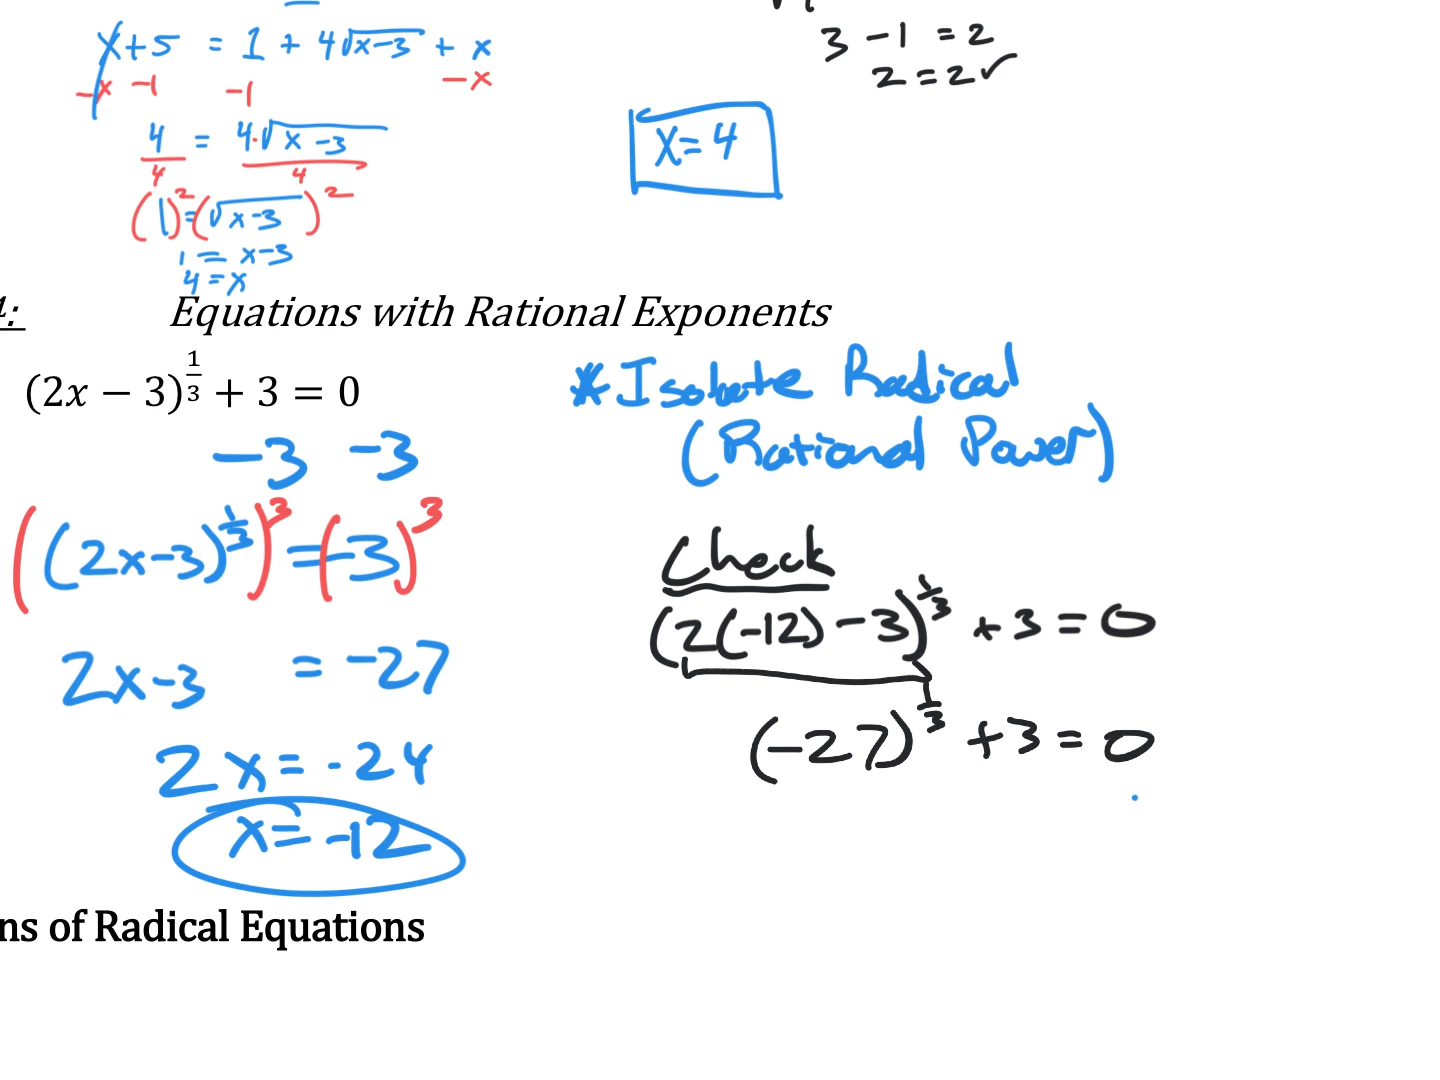 x+5 = 1 + 4√x-3 + x
-x -1 -1 -x
4/4 = 4·√x-3/4
(1)² = (√x-3)²
1 = x-3
4 = x
3 -1 = 2
2 = 2 ✓
x = 4
4: Equations with Rational Exponents
(2x − 3)^(1/3) + 3 = 0
-3 -3
((2x-3)^(1/3))³ = (-3)³
2x-3 = -27
2x = -24
x = -12
* Isolate Radical
(Rational Power)
Check
(2(-12)-3)^(1/3) + 3 = 0
(-27)^(1/3) + 3 = 0
ns of Radical Equations